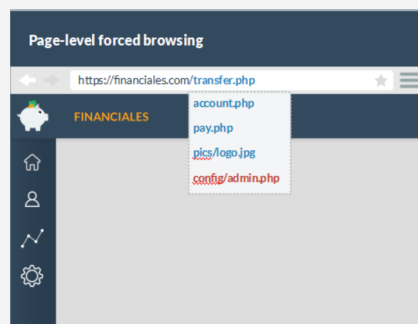 Page-level forced browsing
https://financiales.com/transfer.php
FINANCIALES
account.php
pay.php
pics/logo.jpg
config/admin.php